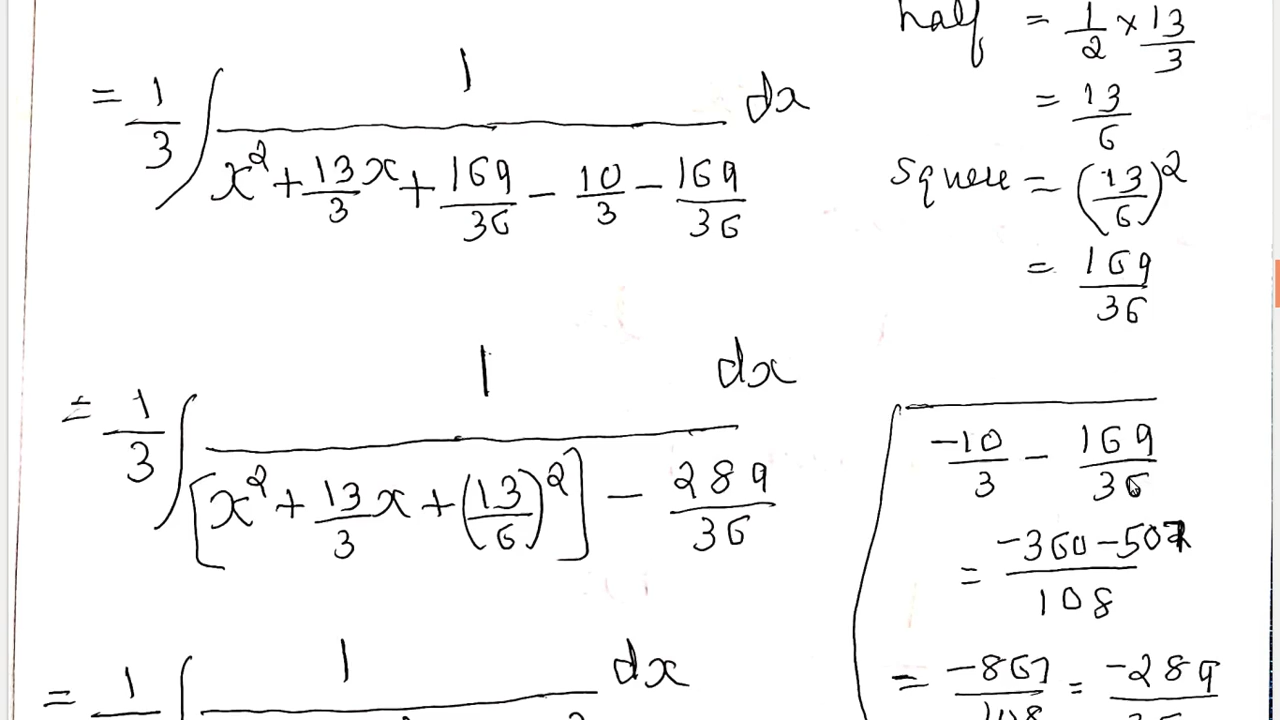 = 1/3 ∫ 1 / (x² + 13/3 x + 169/36 − 10/3 − 169/36) dx
= 1/3 ∫ 1 / ([x² + 13/3 x + (13/6)²] − 289/36) dx
= 1 ∫ 1 dx
half = 1/2 × 13/3
= 13/6
square = (13/6)²
= 169/36
−10/3 − 169/36
= (−360 − 507)/108
= −867/108 = −289/36